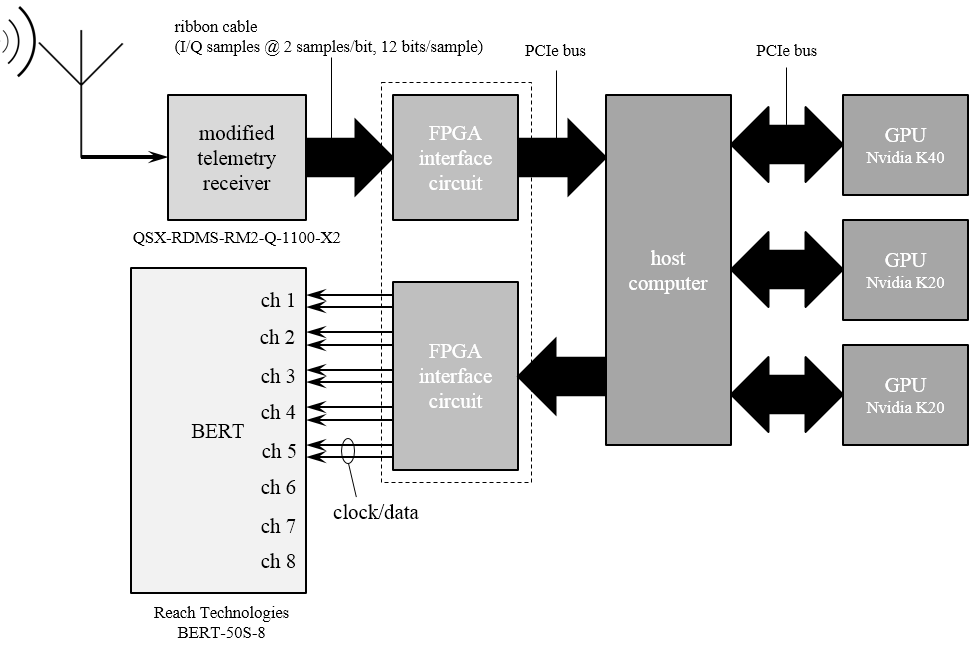 ribbon cable
(I/Q samples @ 2 samples/bit, 12 bits/sample)
PCIe bus
PCIe bus
modified
telemetry
receiver
FPGA
interface
circuit
GPU
Nvidia K40
QSX-RDMS-RM2-Q-1100-X2
host
computer
GPU
Nvidia K20
ch 1
ch 2
ch 3
ch 4
BERT
ch 5
ch 6
ch 7
ch 8
FPGA
interface
circuit
GPU
Nvidia K20
clock/data
Reach Technologies
BERT-50S-8